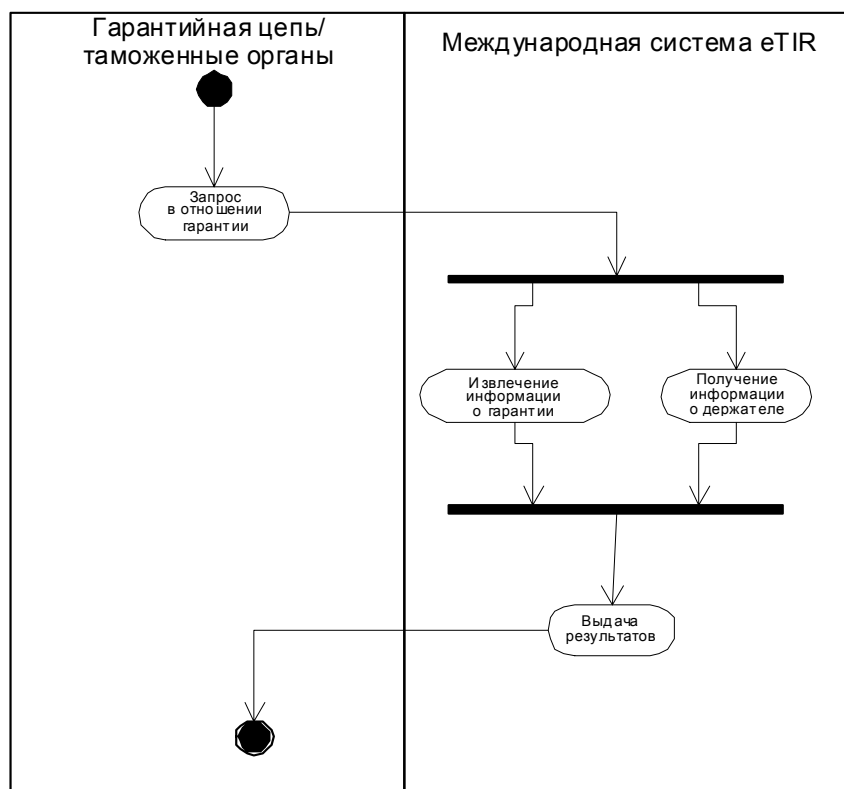 Гарантийная цепь/
таможенные органы
Международная система eTIR
Запрос
в отношении
гарантии
Извлечение
информации
о гарантии
Получение
информации
о держателе
Выдача
результатов